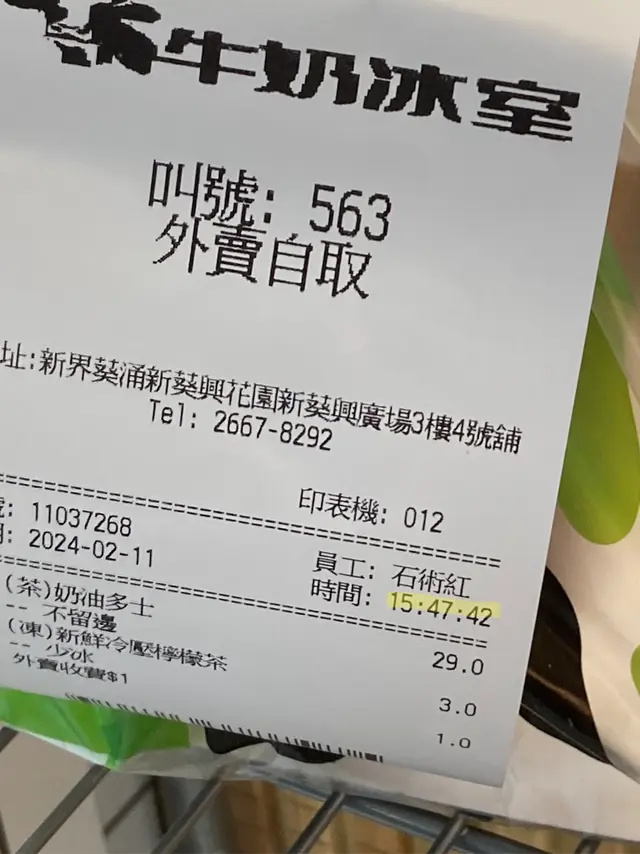 牛奶冰室
叫號: 563
外賣自取
址:新界葵涌新葵興花園新葵興廣場3樓4號舖
Tel: 2667-8292
印表機: 012
: 11037268
: 2024-02-11
員工: 石術紅
時間: 15:47:42
(茶)奶油多士 29.0
-- 不留邊
(凍)新鮮冷壓檸檬茶 3.0
-- 少冰
外賣收費$1 1.0